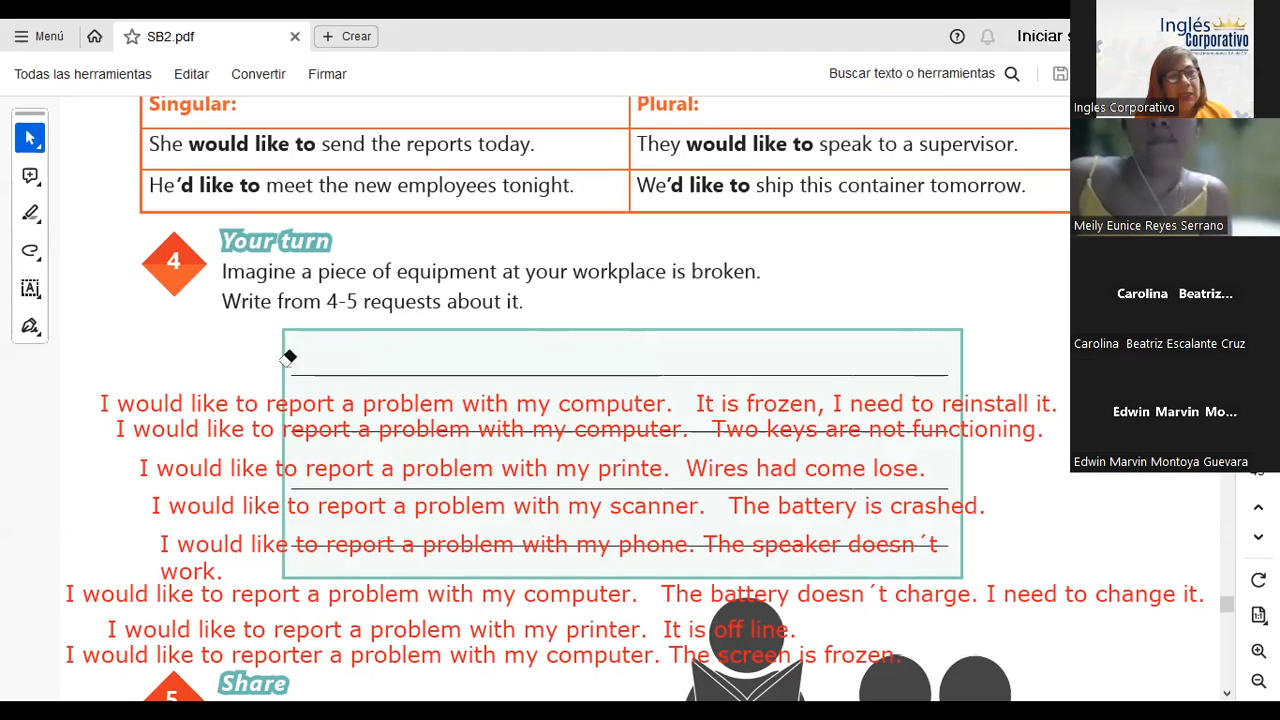 Menú
SB2.pdf
Crear
Iniciar s
Todas las herramientas
Editar
Convertir
Firmar
Buscar texto o herramientas
Singular:
Plural:
She would like to send the reports today.
They would like to speak to a supervisor.
He'd like to meet the new employees tonight.
We'd like to ship this container tomorrow.
4
Your turn
Imagine a piece of equipment at your workplace is broken.
Write from 4-5 requests about it.
I would like to report a problem with my computer. It is frozen, I need to reinstall it.
I would like to report a problem with my computer. Two keys are not functioning.
I would like to report a problem with my printe. Wires had come lose.
I would like to report a problem with my scanner. The battery is crashed.
I would like to report a problem with my phone. The speaker doesn´t
work.
I would like to report a problem with my computer. The battery doesn´t charge. I need to change it.
I would like to report a problem with my printer. It is off line.
I would like to reporter a problem with my computer. The screen is frozen.
5
Share
Inglés
Corporativo
Ingles Corporativo
Meily Eunice Reyes Serrano
Carolina Beatriz...
Carolina Beatriz Escalante Cruz
Edwin Marvin Mo...
Edwin Marvin Montoya Guevara